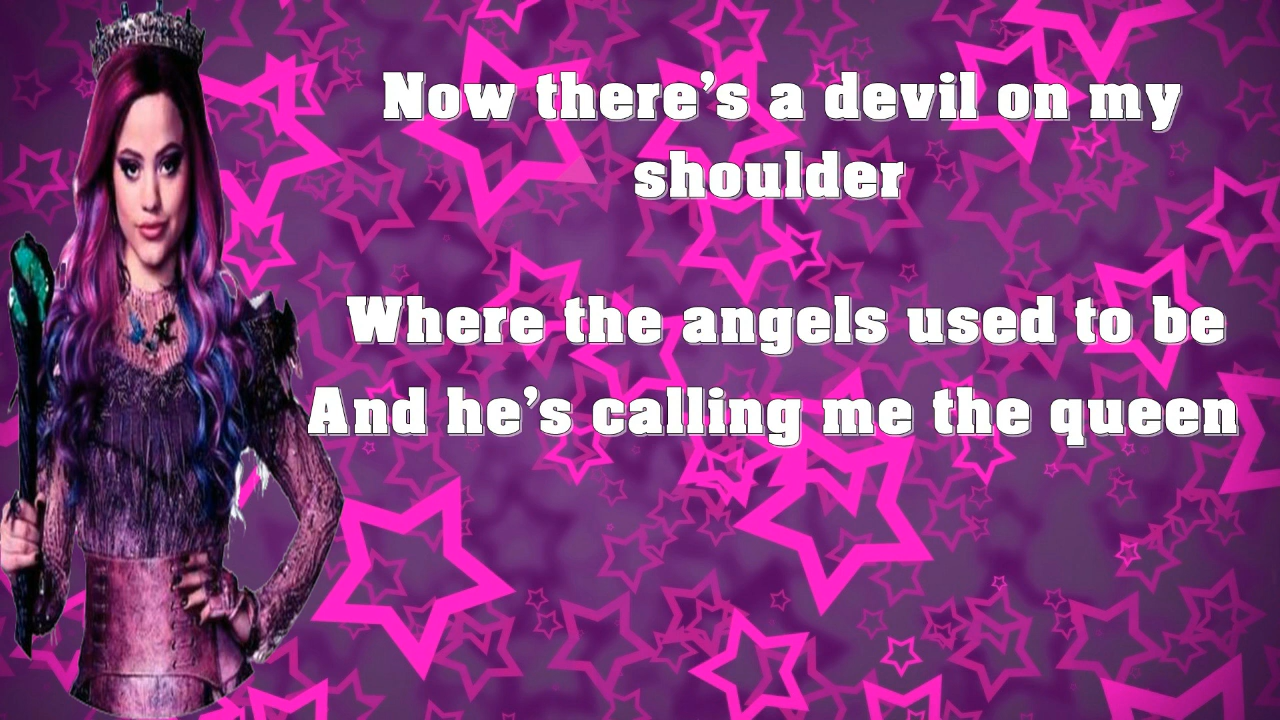 Now there’s a devil on my
shoulder
Where the angels used to be
And he’s calling me the queen